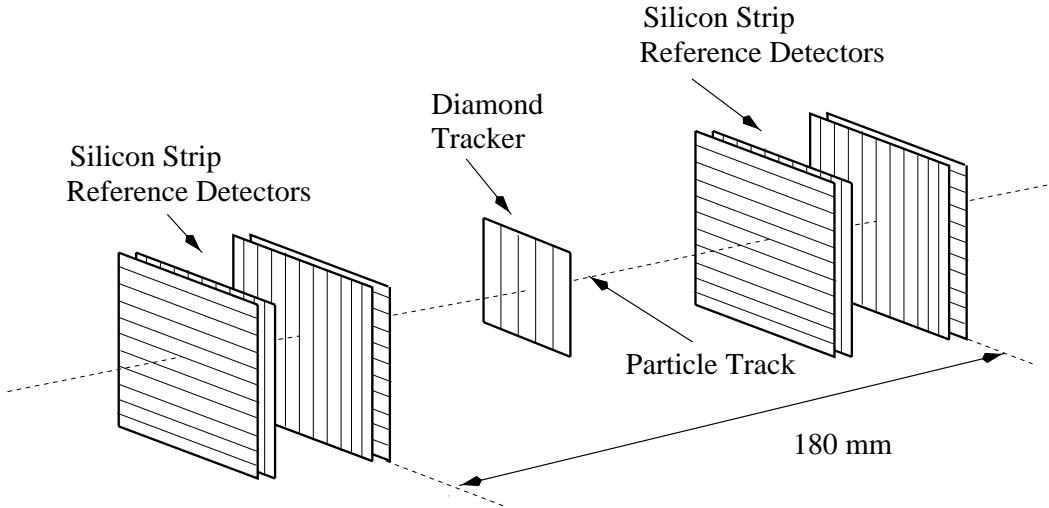 Silicon Strip
Reference Detectors
Diamond
Tracker
Silicon Strip
Reference Detectors
Particle Track
180 mm